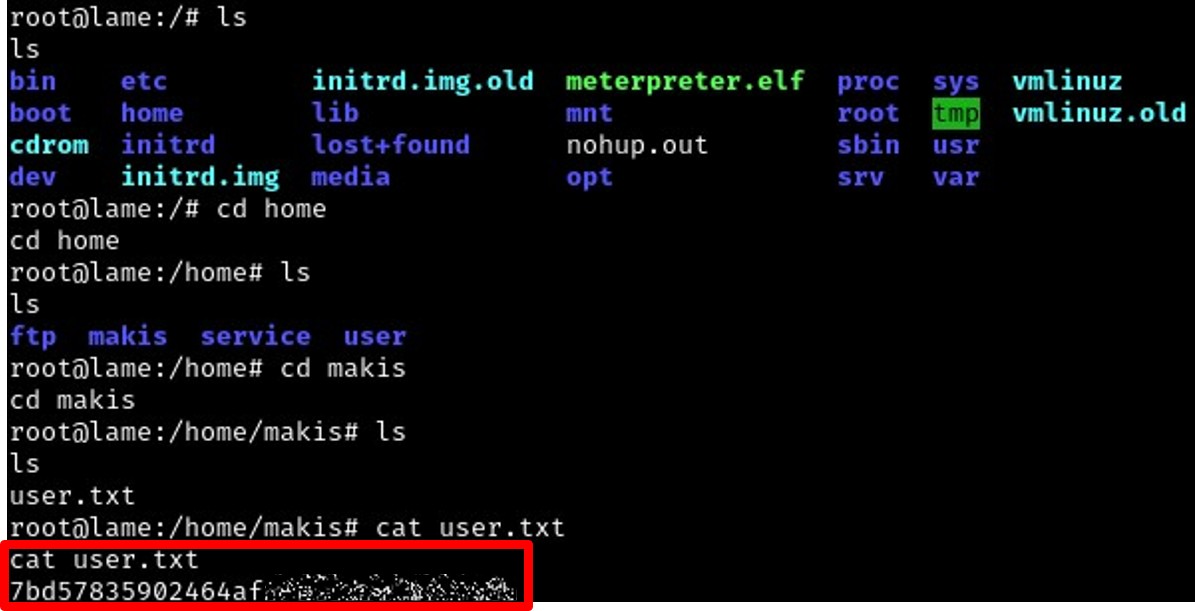 root@lame:/# ls
ls
bin etc initrd.img.old meterpreter.elf proc sys vmlinuz
boot home lib mnt root tmp vmlinuz.old
cdrom initrd lost+found nohup.out sbin usr
dev initrd.img media opt srv var
root@lame:/# cd home
cd home
root@lame:/home# ls
ls
ftp makis service user
root@lame:/home# cd makis
cd makis
root@lame:/home/makis# ls
ls
user.txt
root@lame:/home/makis# cat user.txt
cat user.txt
7bd57835902464af